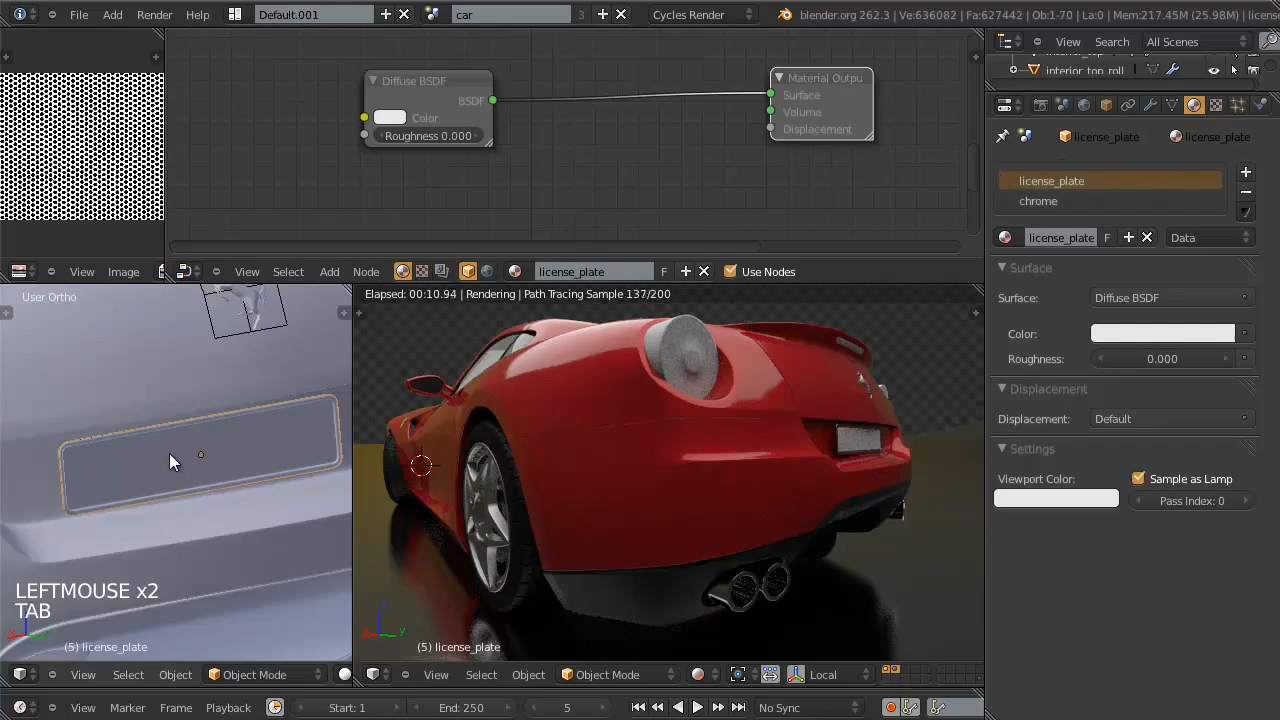 File Add Render Help Default.001 car 3 Cycles Render blender.org 262.3 | Ve:636082 | Fa:627442 | Ob:1-70 | La:0 | Mem:217.45M (25.98M) |
View Search All Scenes
interior_top_roll
license_plate license_plate
license_plate
chrome
license_plate F Data
Surface
Surface: Diffuse BSDF
Color:
Roughness: 0.000
Displacement
Displacement: Default
Settings
Viewport Color: Sample as Lamp
Pass Index: 0
Diffuse BSDF
BSDF
Color
Roughness 0.000
Material Outpu
Surface
Volume
Displacement
View Image
View Select Add Node license_plate F Use Nodes
User Ortho
LEFTMOUSE x2
TAB
(5) license_plate
Elapsed: 00:10.94 | Rendering | Path Tracing Sample 137/200
(5) license_plate
View Select Object Object Mode
View Select Object Object Mode Local
View Marker Frame Playback Start: 1 End: 250 5 No Sync